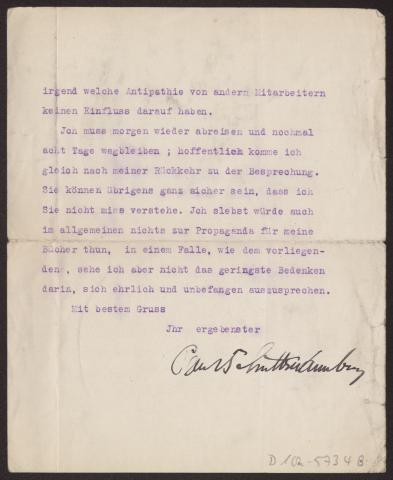 irgend welche Antipathie von andern Mitarbeitern
keinen Einfluss darauf haben.
Jch muss morgen wieder abreisen und nochmal
acht Tage wegbleiben ; hoffentlich komme ich
gleich nach meiner Rückkehr zu der Besprechung.
Sie können übrigens ganz sicher sein, dass ich
Sie nicht miss verstehe. Jch slebst würde auch
im allgemeinen nichts zur Propaganda für meine
Bücher thun, in einem Falle, wie dem vorliegen-
den, sehe ich aber nicht das geringste Bedenken
darin, sich ehrlich und unbefangen auszusprechen.
Mit bestem Gruss
Jhr ergebenster